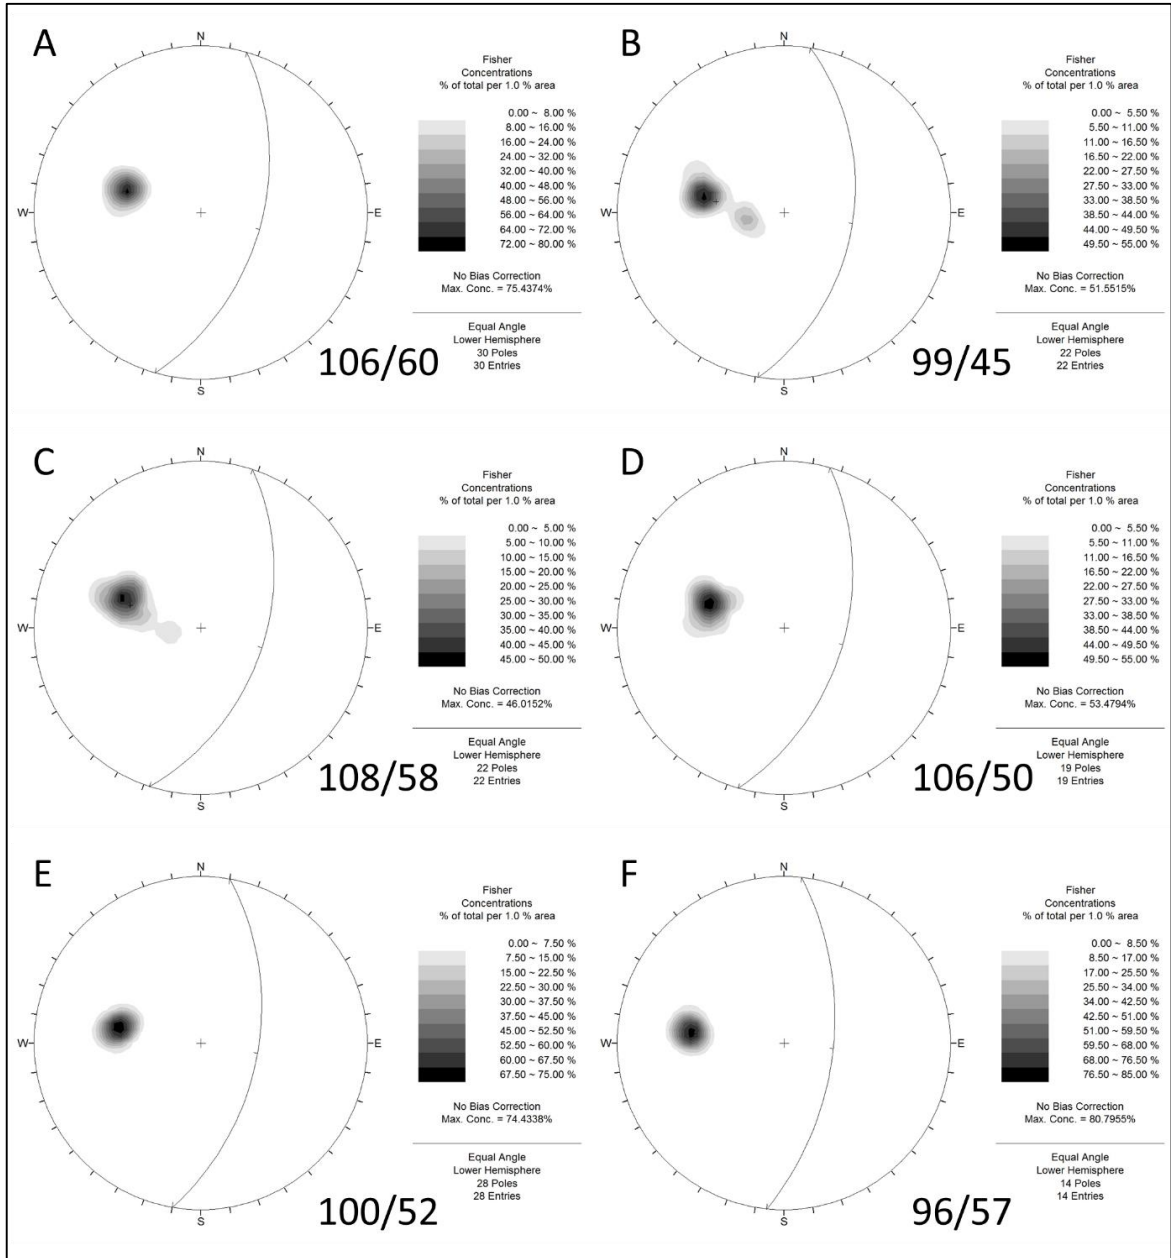 A
N
W
E
S
Fisher
Concentrations
% of total per 1.0 % area
0.00 ~ 8.00 %
8.00 ~ 16.00 %
16.00 ~ 24.00 %
24.00 ~ 32.00 %
32.00 ~ 40.00 %
40.00 ~ 48.00 %
48.00 ~ 56.00 %
56.00 ~ 64.00 %
64.00 ~ 72.00 %
72.00 ~ 80.00 %
No Bias Correction
Max. Conc. = 75.4374%
Equal Angle
Lower Hemisphere
30 Poles
30 Entries
106/60
B
N
W
E
S
Fisher
Concentrations
% of total per 1.0 % area
0.00 ~ 5.50 %
5.50 ~ 11.00 %
11.00 ~ 16.50 %
16.50 ~ 22.00 %
22.00 ~ 27.50 %
27.50 ~ 33.00 %
33.00 ~ 38.50 %
38.50 ~ 44.00 %
44.00 ~ 49.50 %
49.50 ~ 55.00 %
No Bias Correction
Max. Conc. = 51.5515%
Equal Angle
Lower Hemisphere
22 Poles
22 Entries
99/45
C
N
W
E
S
Fisher
Concentrations
% of total per 1.0 % area
0.00 ~ 5.00 %
5.00 ~ 10.00 %
10.00 ~ 15.00 %
15.00 ~ 20.00 %
20.00 ~ 25.00 %
25.00 ~ 30.00 %
30.00 ~ 35.00 %
35.00 ~ 40.00 %
40.00 ~ 45.00 %
45.00 ~ 50.00 %
No Bias Correction
Max. Conc. = 46.0152%
Equal Angle
Lower Hemisphere
22 Poles
22 Entries
108/58
D
N
W
E
S
Fisher
Concentrations
% of total per 1.0 % area
0.00 ~ 5.50 %
5.50 ~ 11.00 %
11.00 ~ 16.50 %
16.50 ~ 22.00 %
22.00 ~ 27.50 %
27.50 ~ 33.00 %
33.00 ~ 38.50 %
38.50 ~ 44.00 %
44.00 ~ 49.50 %
49.50 ~ 55.00 %
No Bias Correction
Max. Conc. = 53.4794%
Equal Angle
Lower Hemisphere
19 Poles
19 Entries
106/50
E
N
W
E
S
Fisher
Concentrations
% of total per 1.0 % area
0.00 ~ 7.50 %
7.50 ~ 15.00 %
15.00 ~ 22.50 %
22.50 ~ 30.00 %
30.00 ~ 37.50 %
37.50 ~ 45.00 %
45.00 ~ 52.50 %
52.50 ~ 60.00 %
60.00 ~ 67.50 %
67.50 ~ 75.00 %
No Bias Correction
Max. Conc. = 74.4338%
Equal Angle
Lower Hemisphere
28 Poles
28 Entries
100/52
F
N
W
E
S
Fisher
Concentrations
% of total per 1.0 % area
0.00 ~ 8.50 %
8.50 ~ 17.00 %
17.00 ~ 25.50 %
25.50 ~ 34.00 %
34.00 ~ 42.50 %
42.50 ~ 51.00 %
51.00 ~ 59.50 %
59.50 ~ 68.00 %
68.00 ~ 76.50 %
76.50 ~ 85.00 %
No Bias Correction
Max. Conc. = 80.7955%
Equal Angle
Lower Hemisphere
14 Poles
14 Entries
96/57